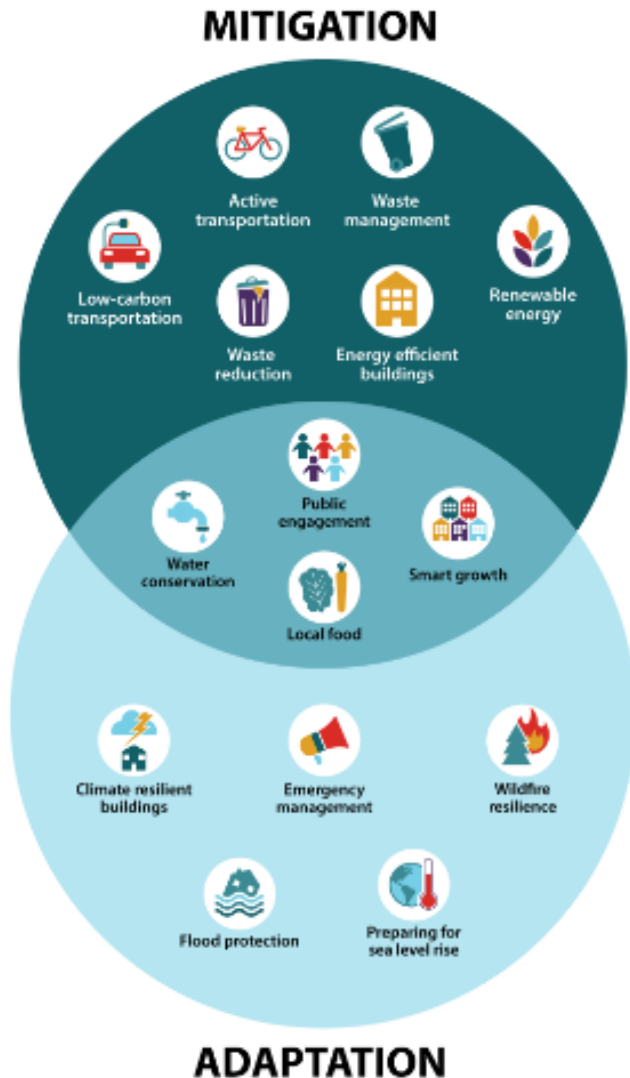 MITIGATION
Active
transportation
Waste
management
Low-carbon
transportation
Renewable
energy
Waste
reduction
Energy efficient
buildings
Public
engagement
Water
conservation
Smart growth
Local food
Climate resilient
buildings
Emergency
management
Wildfire
resilience
Flood protection
Preparing for
sea level rise
ADAPTATION